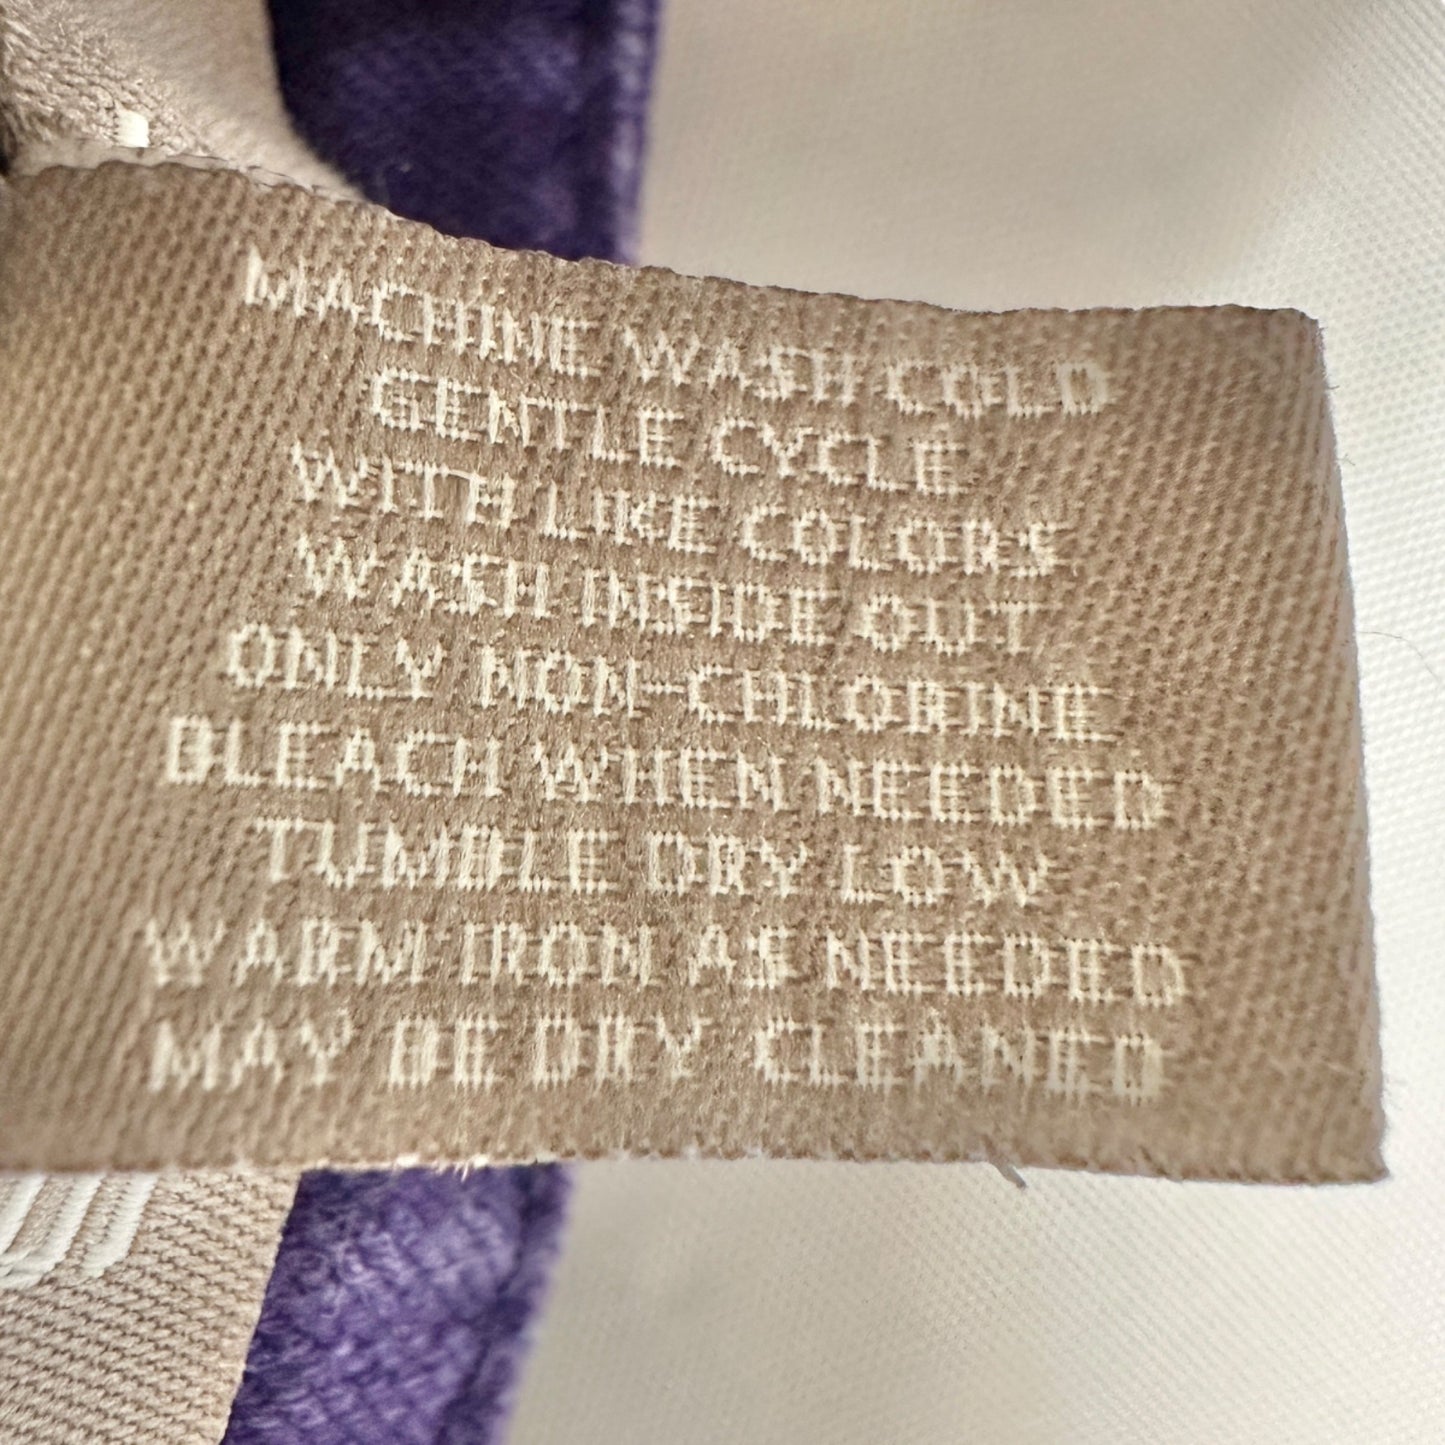 MACHINE WASH COLD
GENTLE CYCLE
WITH LIKE COLORS
WASH INSIDE OUT
ONLY NON-CHLORINE
BLEACH WHEN NEEDED
TUMBLE DRY LOW
WARM IRON AS NEEDED
MAY BE DRY CLEANED